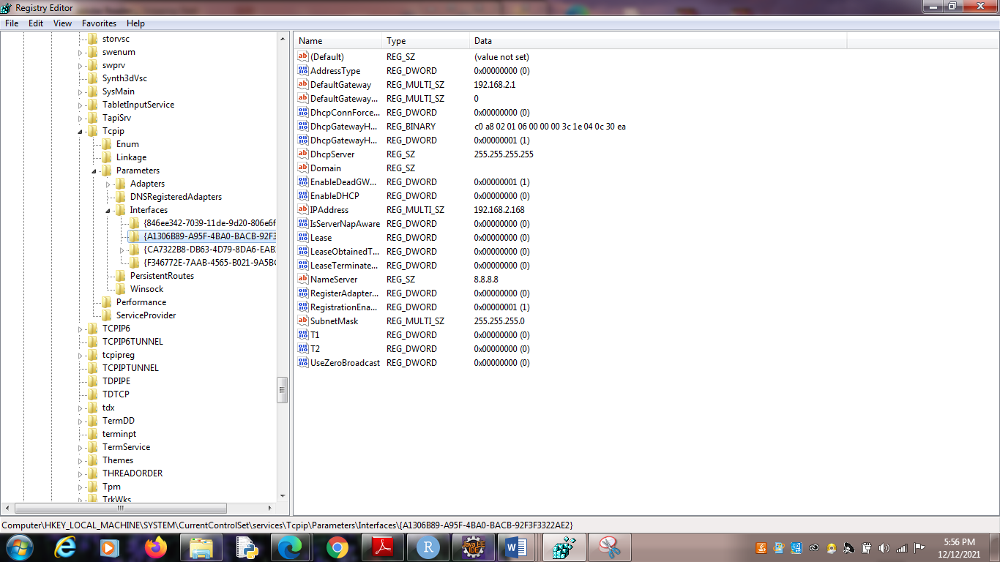 Registry Editor
File Edit View Favorites Help
storvsc
swenum
swprv
Synth3dVsc
SysMain
TabletInputService
TapiSrv
Tcpip
Enum
Linkage
Parameters
Adapters
DNSRegisteredAdapters
Interfaces
{846ee342-7039-11de-9d20-806e6f
{A1306B89-A95F-4BA0-BACB-92F3
{CA7322B8-DB63-4D79-8DA6-EAB
{F346772E-7AAB-4565-B021-9A5B
PersistentRoutes
Winsock
Performance
ServiceProvider
TCPIP6
TCPIP6TUNNEL
tcpipreg
TCPIPTUNNEL
TDPIPE
TDTCP
tdx
TermDD
terminpt
TermService
Themes
THREADORDER
Tpm
TrkWks
Name Type Data
(Default) REG_SZ (value not set)
AddressType REG_DWORD 0x00000000 (0)
DefaultGateway REG_MULTI_SZ 192.168.2.1
DefaultGateway... REG_MULTI_SZ 0
DhcpConnForce... REG_DWORD 0x00000000 (0)
DhcpGatewayH... REG_BINARY c0 a8 02 01 06 00 00 00 3c 1e 04 0c 30 ea
DhcpGatewayH... REG_DWORD 0x00000001 (1)
DhcpServer REG_SZ 255.255.255.255
Domain REG_SZ
EnableDeadGW... REG_DWORD 0x00000001 (1)
EnableDHCP REG_DWORD 0x00000000 (0)
IPAddress REG_MULTI_SZ 192.168.2.168
IsServerNapAware REG_DWORD 0x00000000 (0)
Lease REG_DWORD 0x00000000 (0)
LeaseObtainedT... REG_DWORD 0x00000000 (0)
LeaseTerminate... REG_DWORD 0x00000000 (0)
NameServer REG_SZ 8.8.8.8
RegisterAdapter... REG_DWORD 0x00000000 (0)
RegistrationEna... REG_DWORD 0x00000001 (1)
SubnetMask REG_MULTI_SZ 255.255.255.0
T1 REG_DWORD 0x00000000 (0)
T2 REG_DWORD 0x00000000 (0)
UseZeroBroadcast REG_DWORD 0x00000000 (0)
Computer\HKEY_LOCAL_MACHINE\SYSTEM\CurrentControlSet\services\Tcpip\Parameters\Interfaces\{A1306B89-A95F-4BA0-BACB-92F3F3322AE2}
Java EE
IDE
5:56 PM
12/12/2021